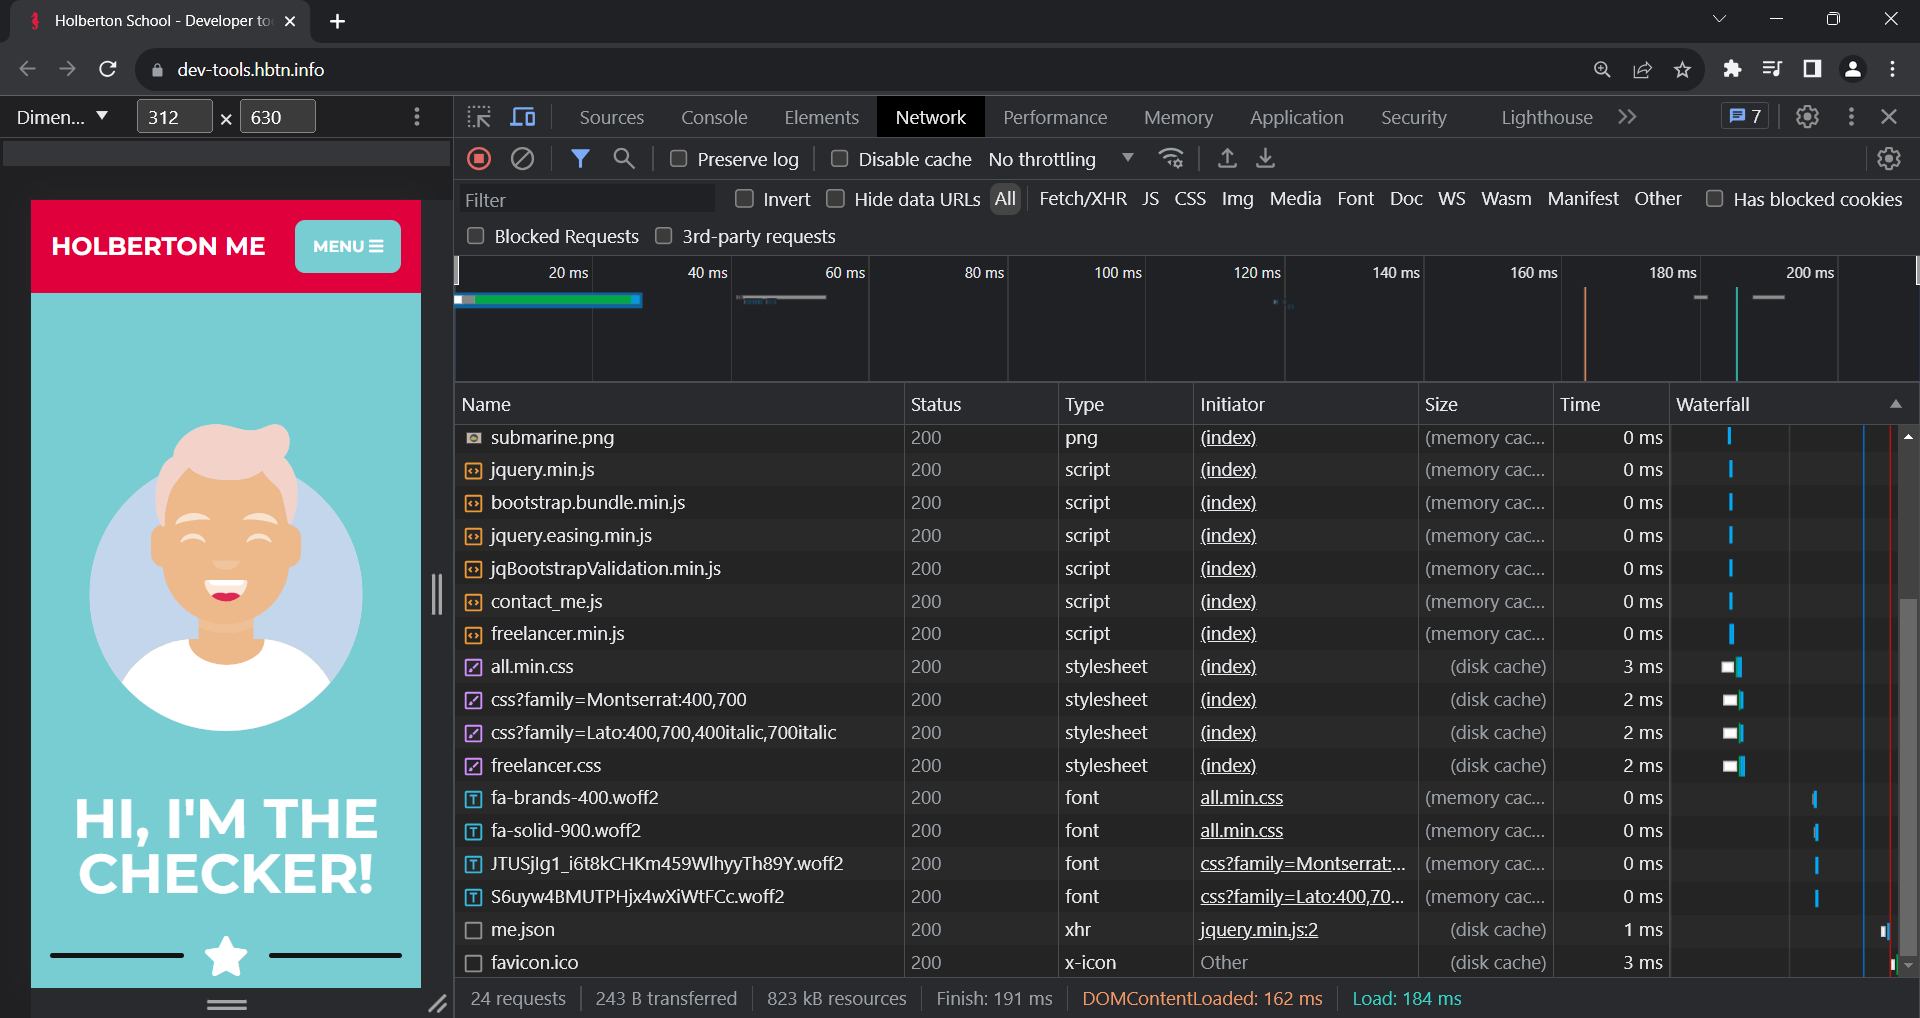 Holberton School - Developer to
dev-tools.hbtn.info
Dimen... 312 × 630
Sources Console Elements Network Performance Memory Application Security Lighthouse 7
Preserve log Disable cache No throttling
Filter Invert Hide data URLs All Fetch/XHR JS CSS Img Media Font Doc WS Wasm Manifest Other Has blocked cookies
Blocked Requests 3rd-party requests
HOLBERTON ME MENU
20 ms 40 ms 60 ms 80 ms 100 ms 120 ms 140 ms 160 ms 180 ms 200 ms
Name Status Type Initiator Size Time Waterfall
submarine.png 200 png (index) (memory cac... 0 ms
jquery.min.js 200 script (index) (memory cac... 0 ms
bootstrap.bundle.min.js 200 script (index) (memory cac... 0 ms
jquery.easing.min.js 200 script (index) (memory cac... 0 ms
jqBootstrapValidation.min.js 200 script (index) (memory cac... 0 ms
contact_me.js 200 script (index) (memory cac... 0 ms
freelancer.min.js 200 script (index) (memory cac... 0 ms
all.min.css 200 stylesheet (index) (disk cache) 3 ms
css?family=Montserrat:400,700 200 stylesheet (index) (disk cache) 2 ms
css?family=Lato:400,700,400italic,700italic 200 stylesheet (index) (disk cache) 2 ms
freelancer.css 200 stylesheet (index) (disk cache) 2 ms
fa-brands-400.woff2 200 font all.min.css (memory cac... 0 ms
fa-solid-900.woff2 200 font all.min.css (memory cac... 0 ms
JTUSjIg1_i6t8kCHKm459WlhyyTh89Y.woff2 200 font css?family=Montserrat:... (memory cac... 0 ms
S6uyw4BMUTPHjx4wXiWtFCc.woff2 200 font css?family=Lato:400,70... (memory cac... 0 ms
me.json 200 xhr jquery.min.js:2 (disk cache) 1 ms
favicon.ico 200 x-icon Other (disk cache) 3 ms
HI, I'M THE
CHECKER!
24 requests 243 B transferred 823 kB resources Finish: 191 ms DOMContentLoaded: 162 ms Load: 184 ms